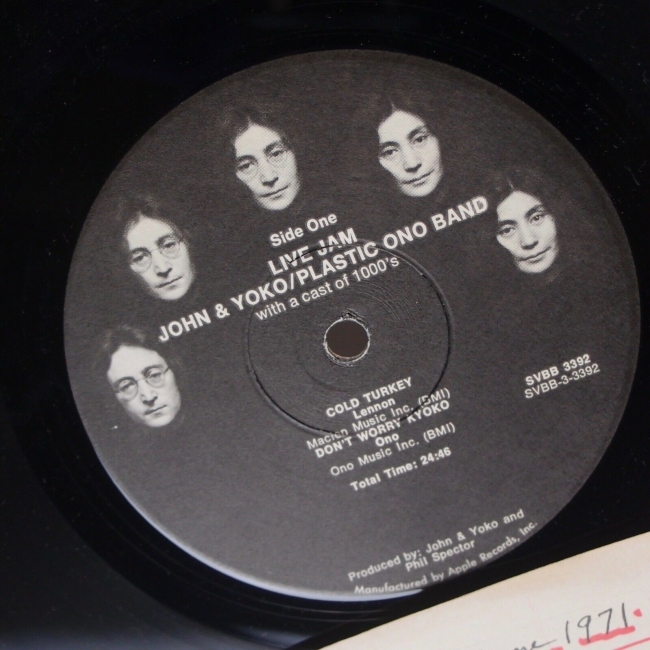 Side One
LIVE JAM
JOHN & YOKO/PLASTIC ONO BAND
with a cast of 1000's
COLD TURKEY
Lennon
Maclen Music Inc. (BMI)
DON'T WORRY KYOKO
Ono
Ono Music Inc. (BMI)
Total Time: 24:46
SVBB 3392
SVBB-3-3392
Produced by: John & Yoko and
Phil Spector
Manufactured by Apple Records, Inc.
1971.